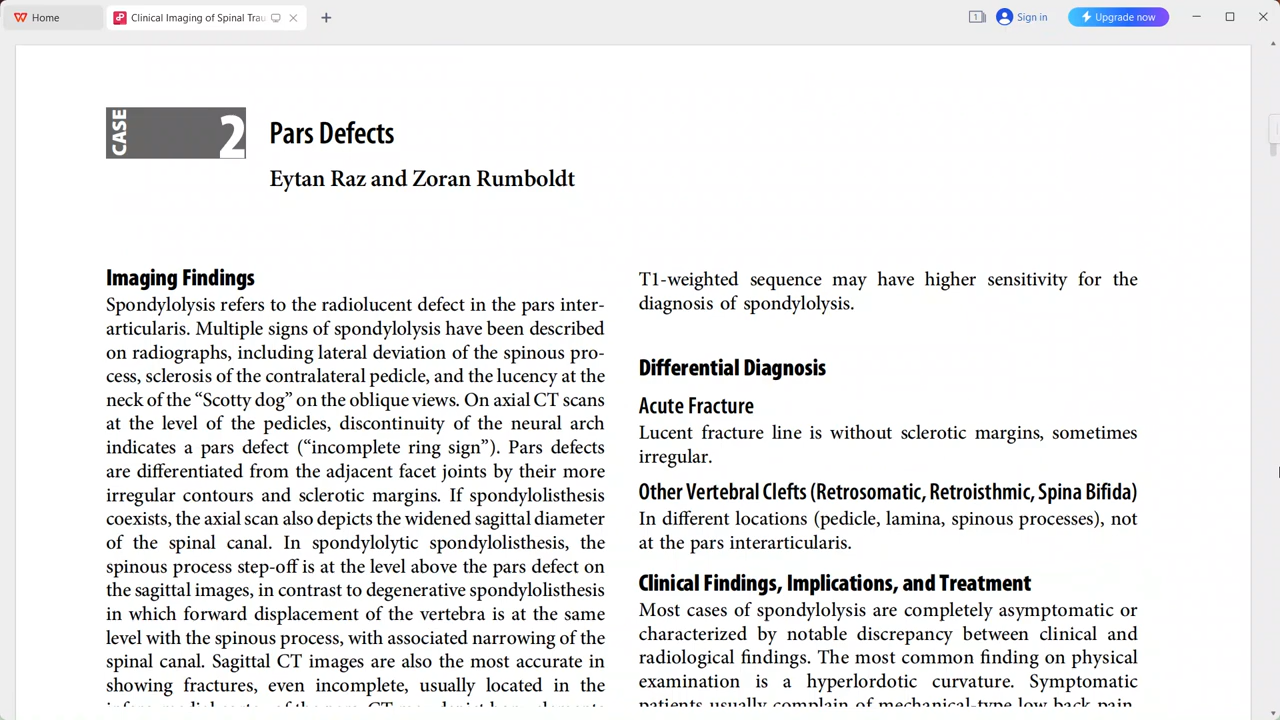 Home
Clinical Imaging of Spinal Trau
1
Sign in
Upgrade now
CASE 2
Pars Defects
Eytan Raz and Zoran Rumboldt
Imaging Findings
Spondylolysis refers to the radiolucent defect in the pars inter-
articularis. Multiple signs of spondylolysis have been described
on radiographs, including lateral deviation of the spinous pro-
cess, sclerosis of the contralateral pedicle, and the lucency at the
neck of the “Scotty dog” on the oblique views. On axial CT scans
at the level of the pedicles, discontinuity of the neural arch
indicates a pars defect (“incomplete ring sign”). Pars defects
are differentiated from the adjacent facet joints by their more
irregular contours and sclerotic margins. If spondylolisthesis
coexists, the axial scan also depicts the widened sagittal diameter
of the spinal canal. In spondylolytic spondylolisthesis, the
spinous process step-off is at the level above the pars defect on
the sagittal images, in contrast to degenerative spondylolisthesis
in which forward displacement of the vertebra is at the same
level with the spinous process, with associated narrowing of the
spinal canal. Sagittal CT images are also the most accurate in
showing fractures, even incomplete, usually located in the
T1-weighted sequence may have higher sensitivity for the
diagnosis of spondylolysis.
Differential Diagnosis
Acute Fracture
Lucent fracture line is without sclerotic margins, sometimes
irregular.
Other Vertebral Clefts (Retrosomatic, Retroisthmic, Spina Bifida)
In different locations (pedicle, lamina, spinous processes), not
at the pars interarticularis.
Clinical Findings, Implications, and Treatment
Most cases of spondylolysis are completely asymptomatic or
characterized by notable discrepancy between clinical and
radiological findings. The most common finding on physical
examination is a hyperlordotic curvature. Symptomatic
patients usually complain of mechanical-type low back pain,